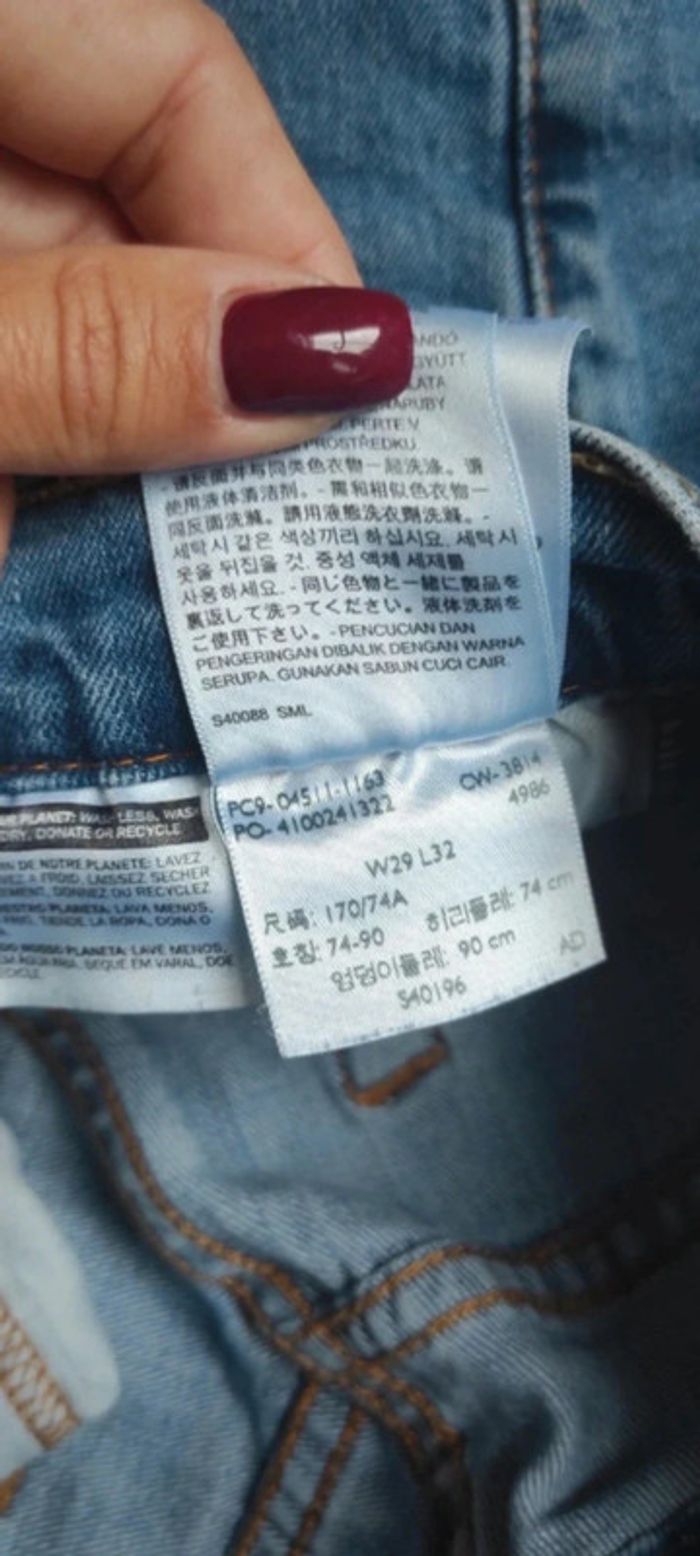 ANDO
GYÜTT
LATA
NARUBY
PERTE V
PROSTŘEDKU.
请反面并与同类色衣物一起洗涤。请
使用液体清洁剂。- 需和相似色衣物一
同反面洗滌。請用液態洗衣劑洗滌。-
세탁시 같은 색상끼리 하십시요. 세탁시
옷을 뒤집을 것. 중성 액체 세제를
사용하세요. - 同じ色物と一緒に製品を
裏返して洗ってください。液体洗剤を
ご使用下さい。- PENCUCIAN DAN
PENGERINGAN DIBALIK DENGAN WARNA
SERUPA. GUNAKAN SABUN CUCI CAIR.
S40088 SML
PC9-04511-1163 CW-3814
PO-4100241322 4986
W29 L32
尺碼: 170/74A
호칭: 74-90 허리둘레: 74 cm
엉덩이둘레: 90 cm AD
S40196
PLANET: WASH LESS, WASH
DRY, DONATE OR RECYCLE
DE NOTRE PLANETE: LAVEZ
A FROID, LAISSEZ SECHER
DONNEZ OU RECYCLEZ
PLANETA: LAVA MENOS,
TIENDE LA ROPA, DONA O
NOSSO PLANETA: LAVE MENOS,
SEQUE EM VARAL, DOE